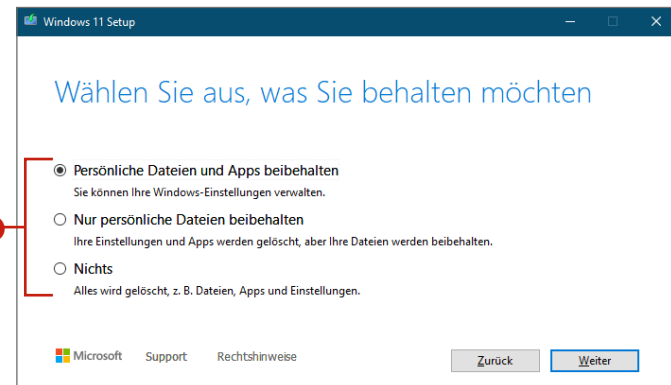 Windows 11 Setup
Wählen Sie aus, was Sie behalten möchten
Persönliche Dateien und Apps beibehalten
Sie können Ihre Windows-Einstellungen verwalten.
Nur persönliche Dateien beibehalten
Ihre Einstellungen und Apps werden gelöscht, aber Ihre Dateien werden beibehalten.
Nichts
Alles wird gelöscht, z. B. Dateien, Apps und Einstellungen.
Microsoft Support Rechtshinweise Zurück Weiter